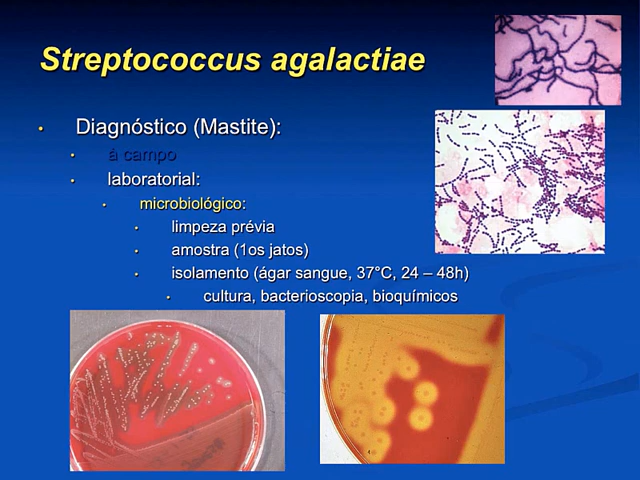 Streptococcus agalactiae
Diagnóstico (Mastite):
à campo
laboratorial:
microbiológico:
limpeza prévia
amostra (1os jatos)
isolamento (ágar sangue, 37°C, 24 – 48h)
cultura, bacterioscopia, bioquímicos